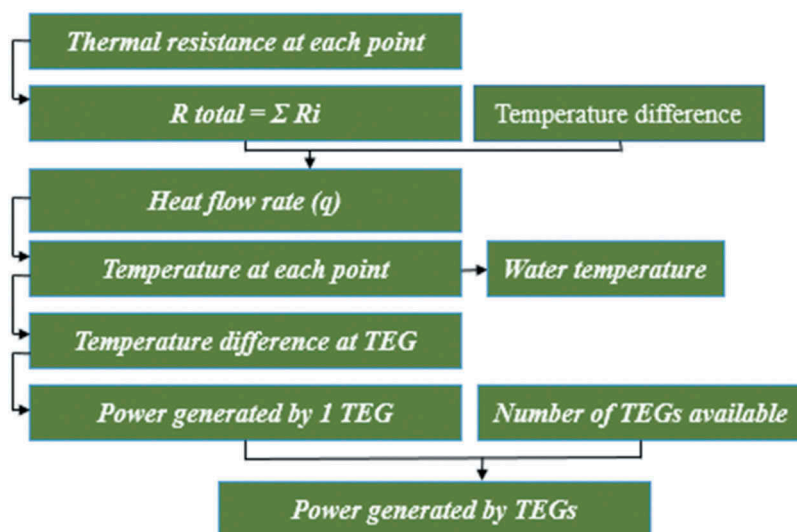 Thermal resistance at each point
R total = Σ Ri
Temperature difference
Heat flow rate (q)
Temperature at each point
Water temperature
Temperature difference at TEG
Power generated by 1 TEG
Number of TEGs available
Power generated by TEGs